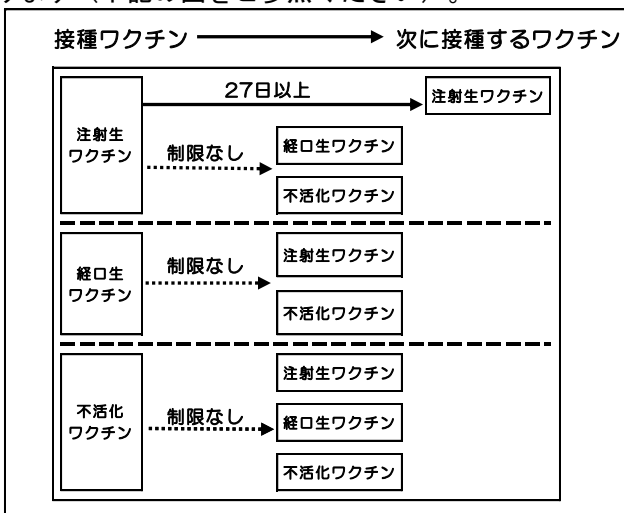 接種ワクチン 次に接種するワクチン
27日以上
注射生ワクチン
注射生
ワクチン
制限なし
経口生ワクチン
不活化ワクチン
経口生
ワクチン
制限なし
注射生ワクチン
不活化ワクチン
不活化
ワクチン
制限なし
注射生ワクチン
経口生ワクチン
不活化ワクチン